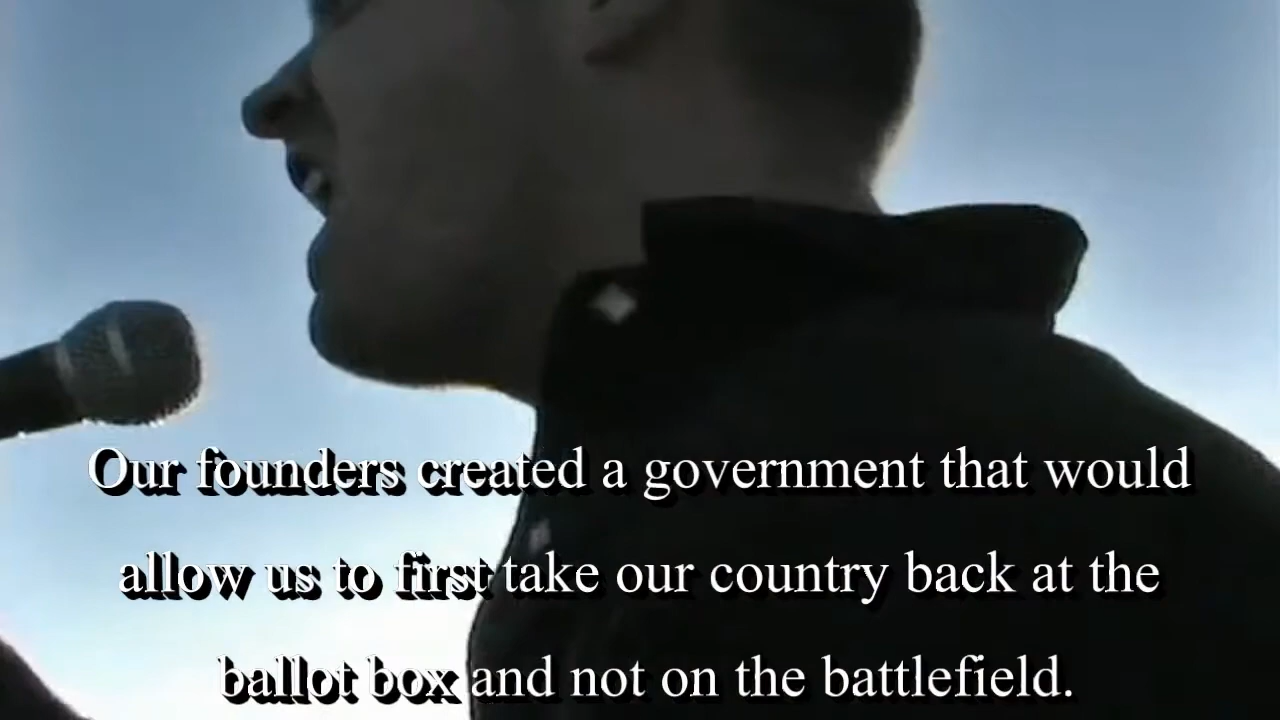 Our founders created a government that would
allow us to first take our country back at the
ballot box and not on the battlefield.